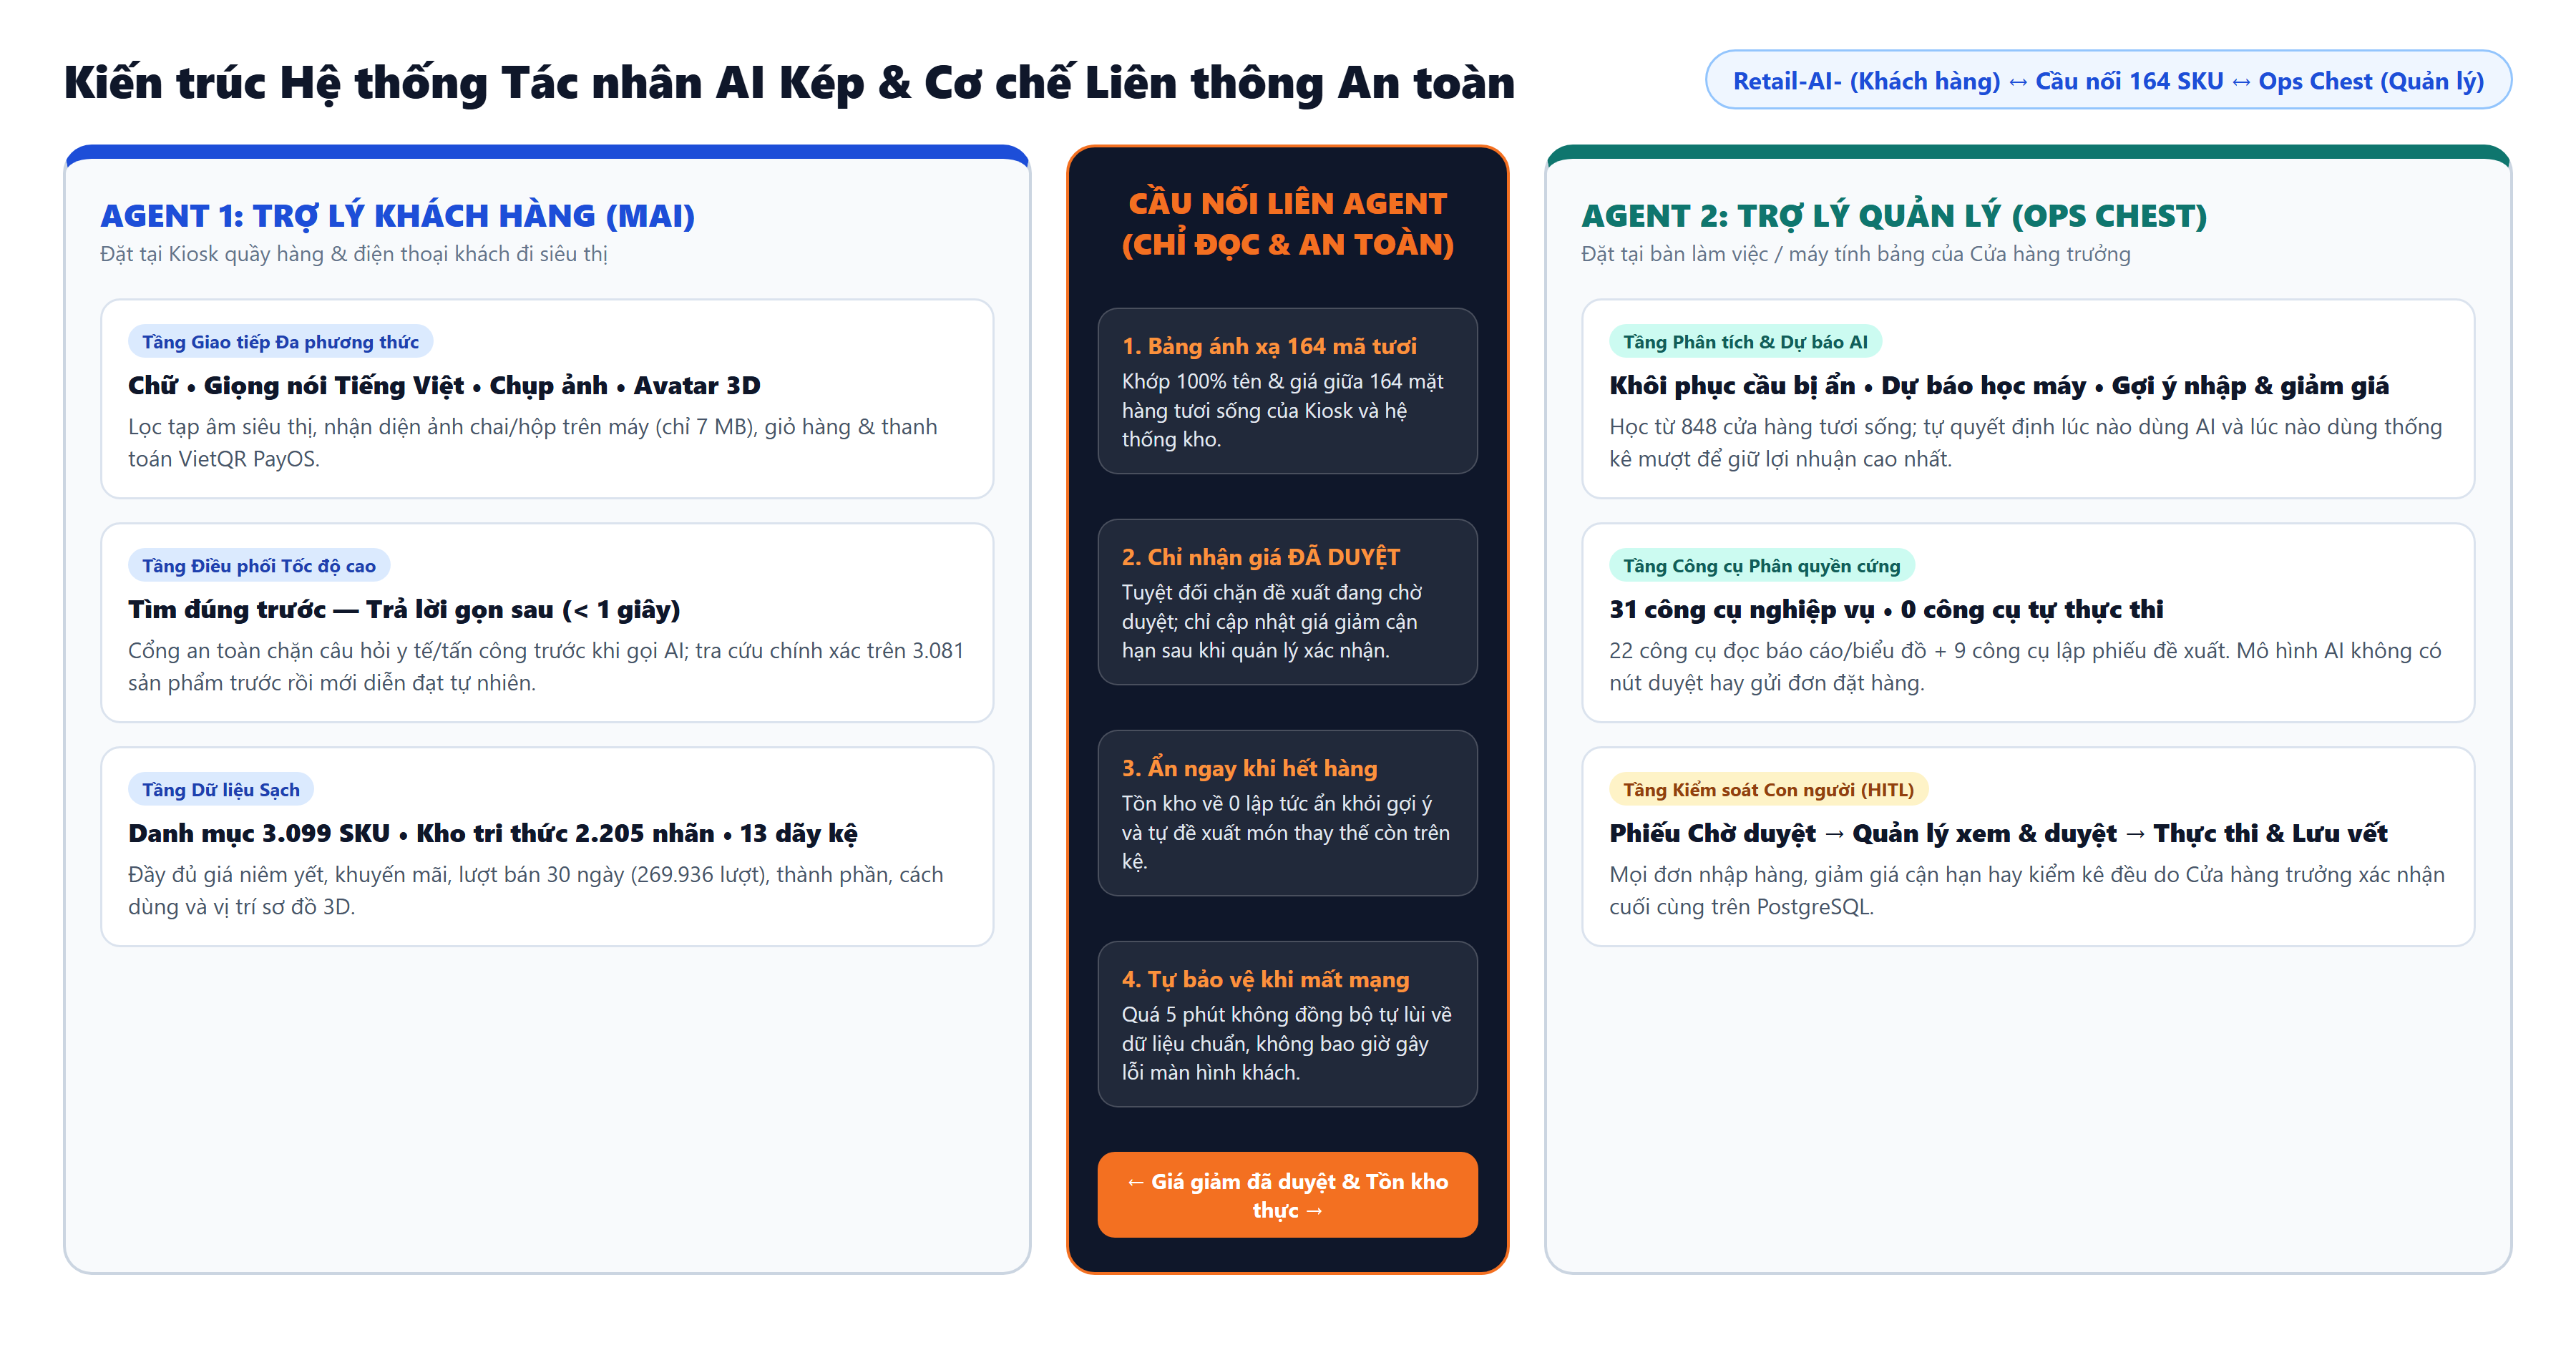 Kiến trúc Hệ thống Tác nhân AI Kép & Cơ chế Liên thông An toàn
Retail-AI- (Khách hàng) ↔ Cầu nối 164 SKU ↔ Ops Chest (Quản lý)
AGENT 1: TRỢ LÝ KHÁCH HÀNG (MAI)
Đặt tại Kiosk quầy hàng & điện thoại khách đi siêu thị
Tầng Giao tiếp Đa phương thức
Chữ • Giọng nói Tiếng Việt • Chụp ảnh • Avatar 3D
Lọc tạp âm siêu thị, nhận diện ảnh chai/hộp trên máy (chỉ 7 MB), giỏ hàng & thanh
toán VietQR PayOS.
Tầng Điều phối Tốc độ cao
Tìm đúng trước — Trả lời gọn sau (< 1 giây)
Cổng an toàn chặn câu hỏi y tế/tấn công trước khi gọi AI; tra cứu chính xác trên 3.081
sản phẩm trước rồi mới diễn đạt tự nhiên.
Tầng Dữ liệu Sạch
Danh mục 3.099 SKU • Kho tri thức 2.205 nhãn • 13 dãy kệ
Đầy đủ giá niêm yết, khuyến mãi, lượt bán 30 ngày (269.936 lượt), thành phần, cách
dùng và vị trí sơ đồ 3D.
CẦU NỐI LIÊN AGENT
(CHỈ ĐỌC & AN TOÀN)
1. Bảng ánh xạ 164 mã tươi
Khớp 100% tên & giá giữa 164 mặt
hàng tươi sống của Kiosk và hệ
thống kho.
2. Chỉ nhận giá ĐÃ DUYỆT
Tuyệt đối chặn đề xuất đang chờ
duyệt; chỉ cập nhật giá giảm cận
hạn sau khi quản lý xác nhận.
3. Ẩn ngay khi hết hàng
Tồn kho về 0 lập tức ẩn khỏi gợi ý
và tự đề xuất món thay thế còn trên
kệ.
4. Tự bảo vệ khi mất mạng
Quá 5 phút không đồng bộ tự lùi về
dữ liệu chuẩn, không bao giờ gây
lỗi màn hình khách.
← Giá giảm đã duyệt & Tồn kho
thực →
AGENT 2: TRỢ LÝ QUẢN LÝ (OPS CHEST)
Đặt tại bàn làm việc / máy tính bảng của Cửa hàng trưởng
Tầng Phân tích & Dự báo AI
Khôi phục cầu bị ẩn • Dự báo học máy • Gợi ý nhập & giảm giá
Học từ 848 cửa hàng tươi sống; tự quyết định lúc nào dùng AI và lúc nào dùng thống
kê mượt để giữ lợi nhuận cao nhất.
Tầng Công cụ Phân quyền cứng
31 công cụ nghiệp vụ • 0 công cụ tự thực thi
22 công cụ đọc báo cáo/biểu đồ + 9 công cụ lập phiếu đề xuất. Mô hình AI không có
nút duyệt hay gửi đơn đặt hàng.
Tầng Kiểm soát Con người (HITL)
Phiếu Chờ duyệt → Quản lý xem & duyệt → Thực thi & Lưu vết
Mọi đơn nhập hàng, giảm giá cận hạn hay kiểm kê đều do Cửa hàng trưởng xác nhận
cuối cùng trên PostgreSQL.